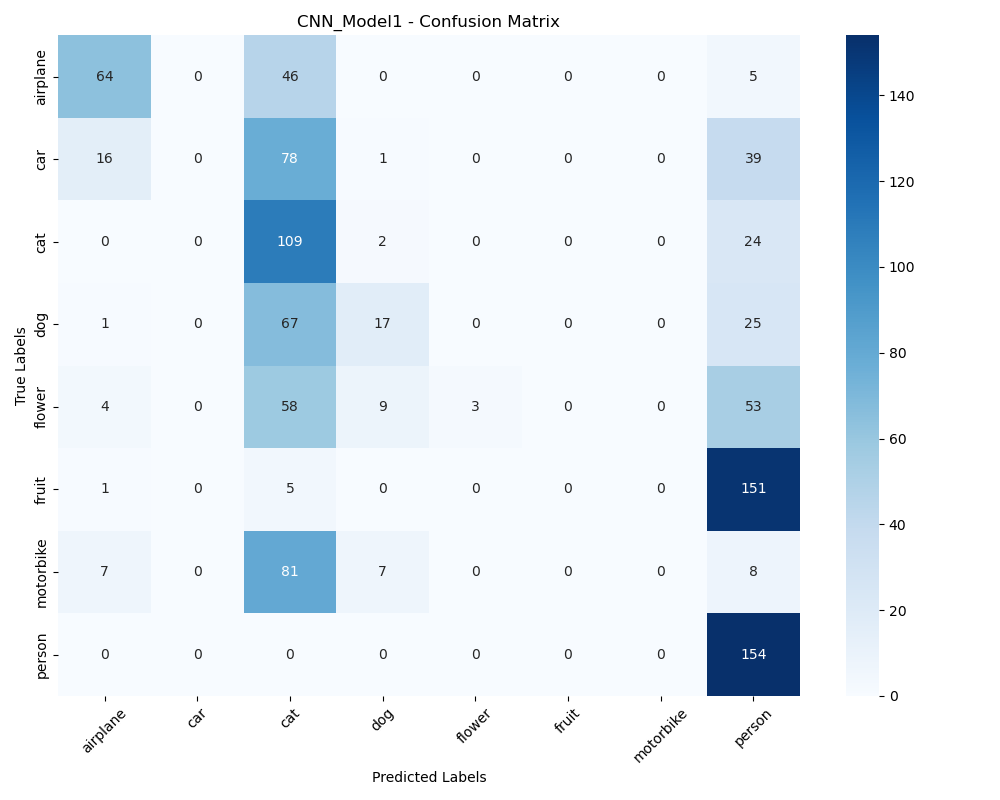 CNN_Model1 - Confusion Matrix
True Labels
airplane 64 0 46 0 0 0 0 5
car 16 0 78 1 0 0 0 39
cat 0 0 109 2 0 0 0 24
dog 1 0 67 17 0 0 0 25
flower 4 0 58 9 3 0 0 53
fruit 1 0 5 0 0 0 0 151
motorbike 7 0 81 7 0 0 0 8
person 0 0 0 0 0 0 0 154
airplane car cat dog flower fruit motorbike person
Predicted Labels
140
120
100
80
60
40
20
0